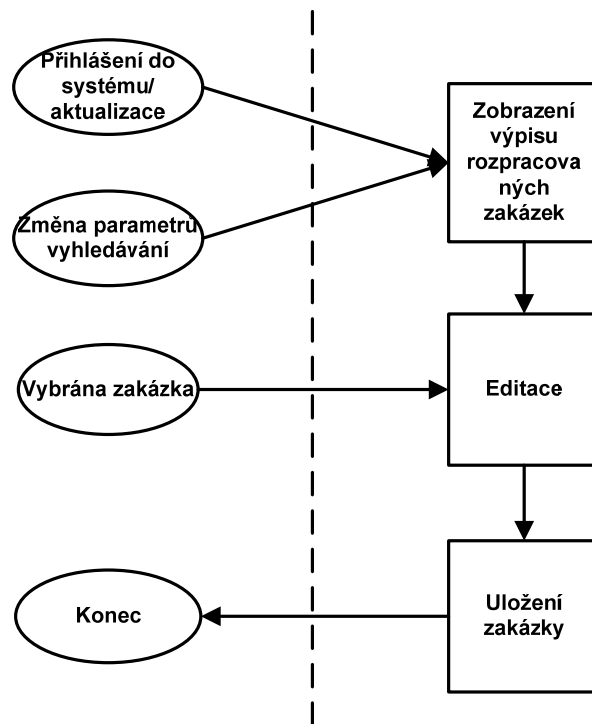 Přihlášení do
systému/
aktualizace
Zobrazení
výpisu
rozpracova
ných
zakázek
Změna parametrů
vyhledávání
Vybrána zakázka
Editace
Konec
Uložení
zakázky